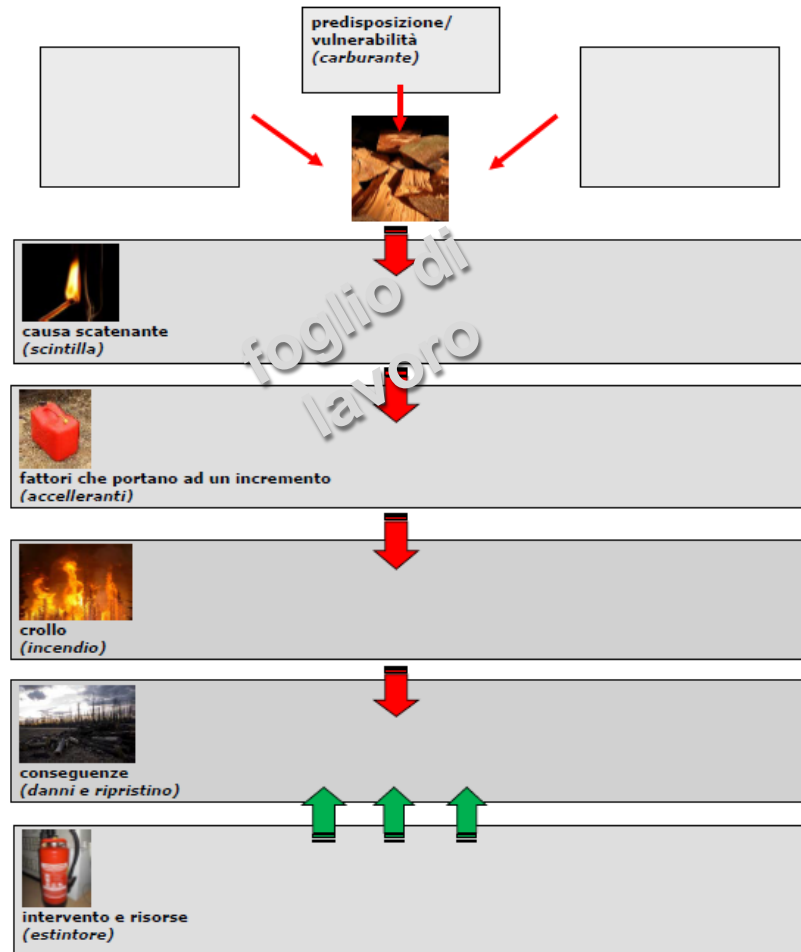 predisposizione/
vulnerabilità
(carburante)
causa scatenante
(scintilla)
foglio di
lavoro
fattori che portano ad un incremento
(accelleranti)
crollo
(incendio)
conseguenze
(danni e ripristino)
intervento e risorse
(estintore)